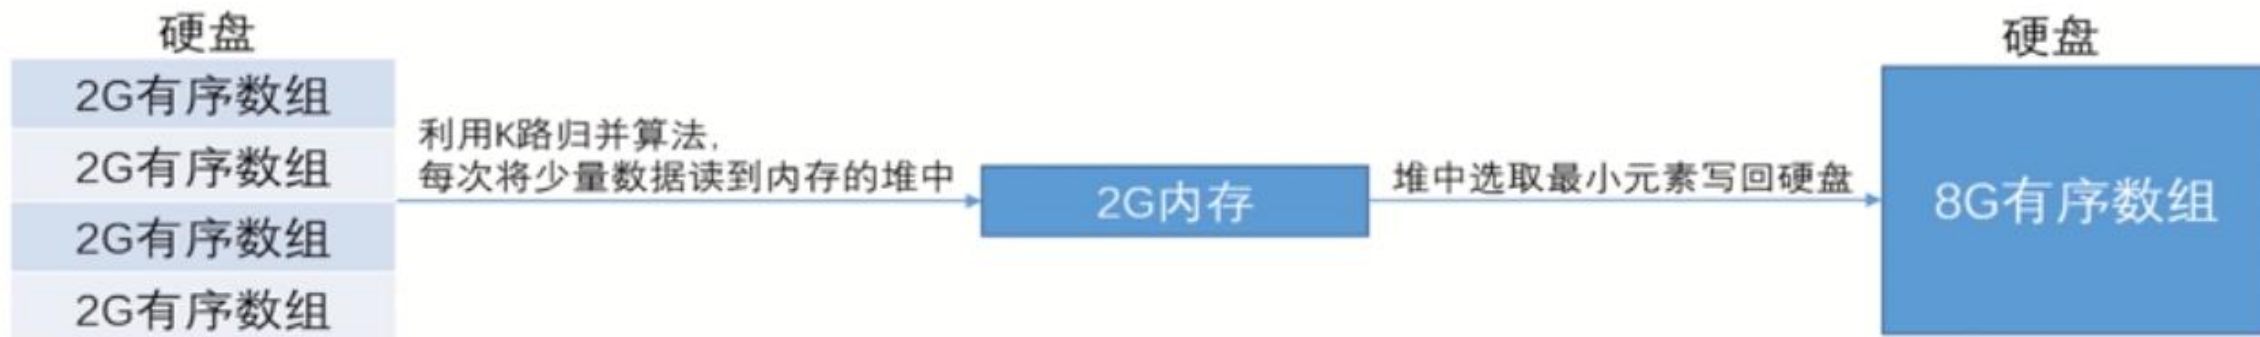 硬盘
2G有序数组
2G有序数组
2G有序数组
2G有序数组
利用K路归并算法,
每次将少量数据读到内存的堆中
2G内存
堆中选取最小元素写回硬盘
硬盘
8G有序数组